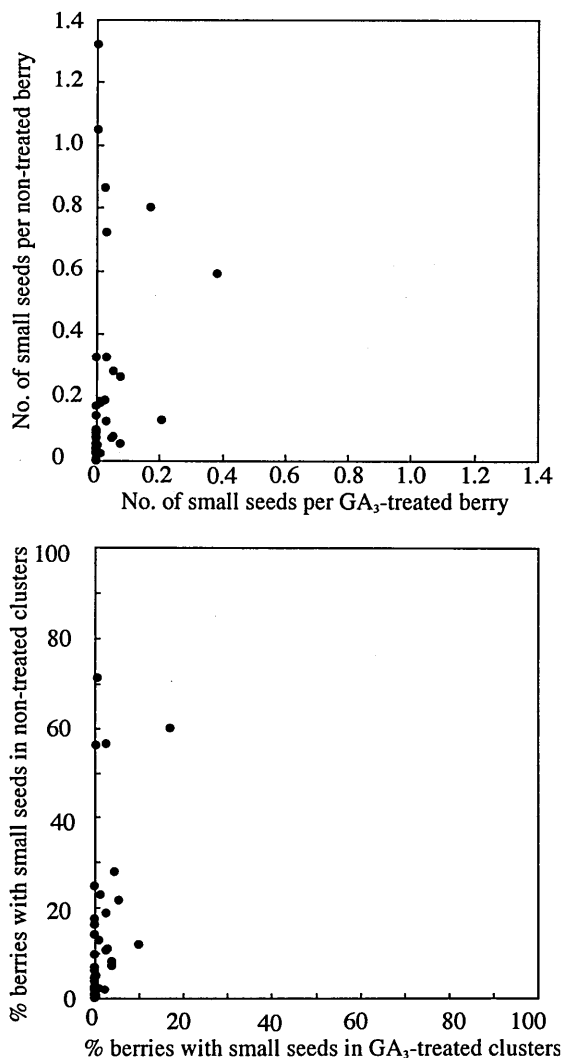 No. of small seeds per non-treated berry
1.4
1.2
1.0
0.8
0.6
0.4
0.2
0
0 0.2 0.4 0.6 0.8 1.0 1.2 1.4
No. of small seeds per GA₃-treated berry
% berries with small seeds in non-treated clusters
100
80
60
40
20
0
0 20 40 60 80 100
% berries with small seeds in GA₃-treated clusters